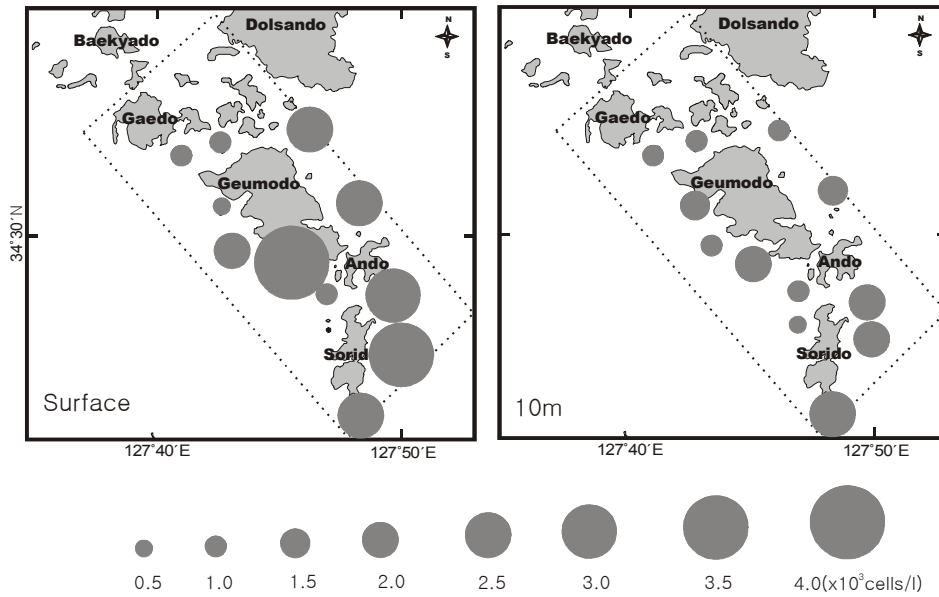 Dolsando
Baekyado
N
S
Gaedo
Geumodo
34°30´N
Ando
Sorid
Surface
127°40´E
127°50´E
Dolsando
Baekyado
N
S
Gaedo
Geumodo
Ando
Sorido
10m
127°40´E
127°50´E
0.5 1.0 1.5 2.0 2.5 3.0 3.5 4.0(x10³cells/l)